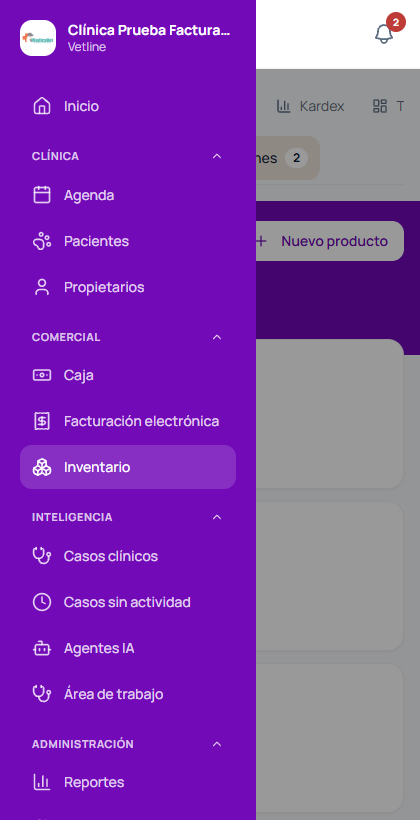 Clínica Prueba Factura...
Vetline
2
Inicio
Kardex
T
CLÍNICA
nes 2
Agenda
Pacientes
Nuevo producto
Propietarios
COMERCIAL
Caja
Facturación electrónica
Inventario
INTELIGENCIA
Casos clínicos
Casos sin actividad
Agentes IA
Área de trabajo
ADMINISTRACIÓN
Reportes